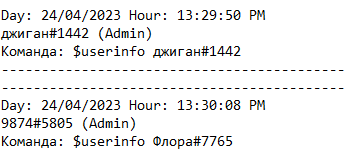 Day: 24/04/2023 Hour: 13:29:50 PM
джиган#1442 (Admin)
Команда: $userinfo джиган#1442
-------------------------------------------
-------------------------------------------
Day: 24/04/2023 Hour: 13:30:08 PM
9874#5805 (Admin)
Команда: $userinfo Флора#7765